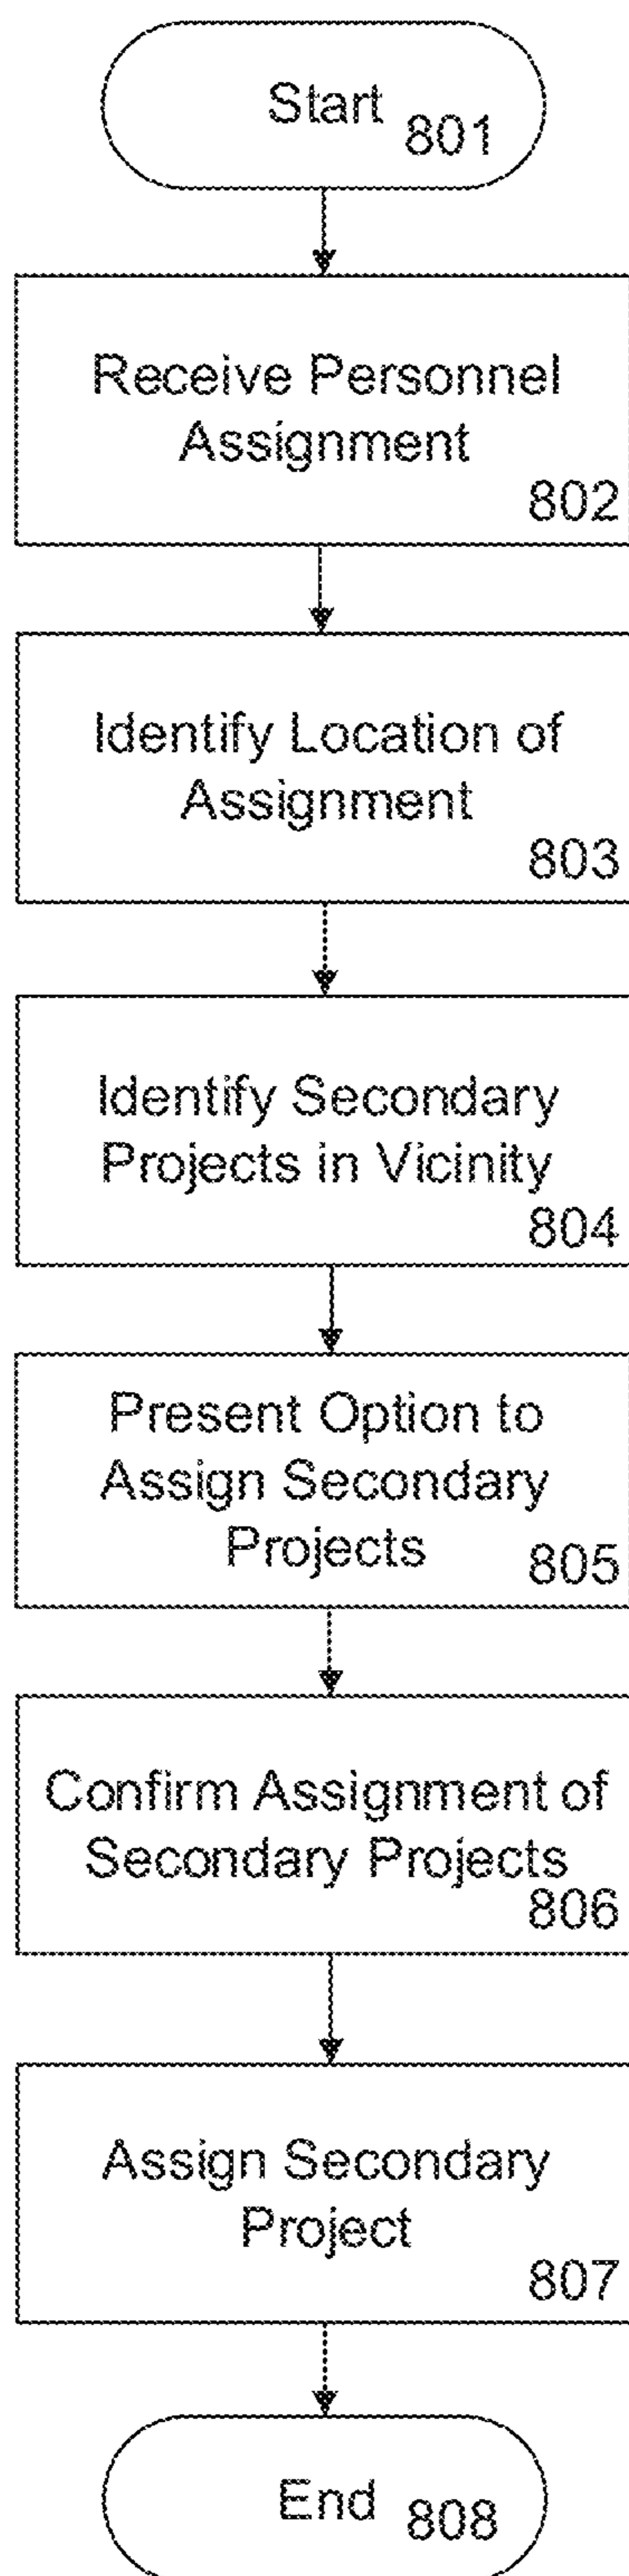 Start 801
Receive Personnel
Assignment
802
Identify Location of
Assignment
803
Identify Secondary
Projects in Vicinity
804
Present Option to
Assign Secondary
Projects
805
Confirm Assignment of
Secondary Projects
806
Assign Secondary
Project
807
End 808